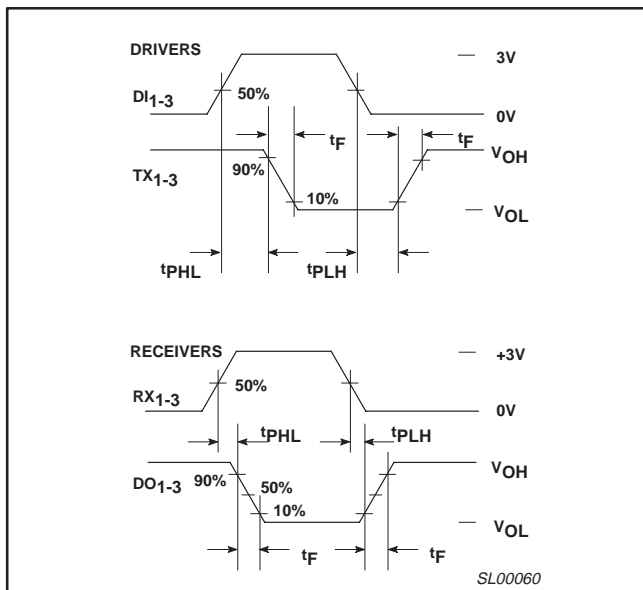 DRIVERS
3V
DI1-3
50%
0V
tF
tF
VOH
TX1-3
90%
10%
VOL
tPHL
tPLH
RECEIVERS
+3V
RX1-3
50%
0V
tPHL
tPLH
VOH
DO1-3
90%
50%
10%
VOL
tF
tF
SL00060